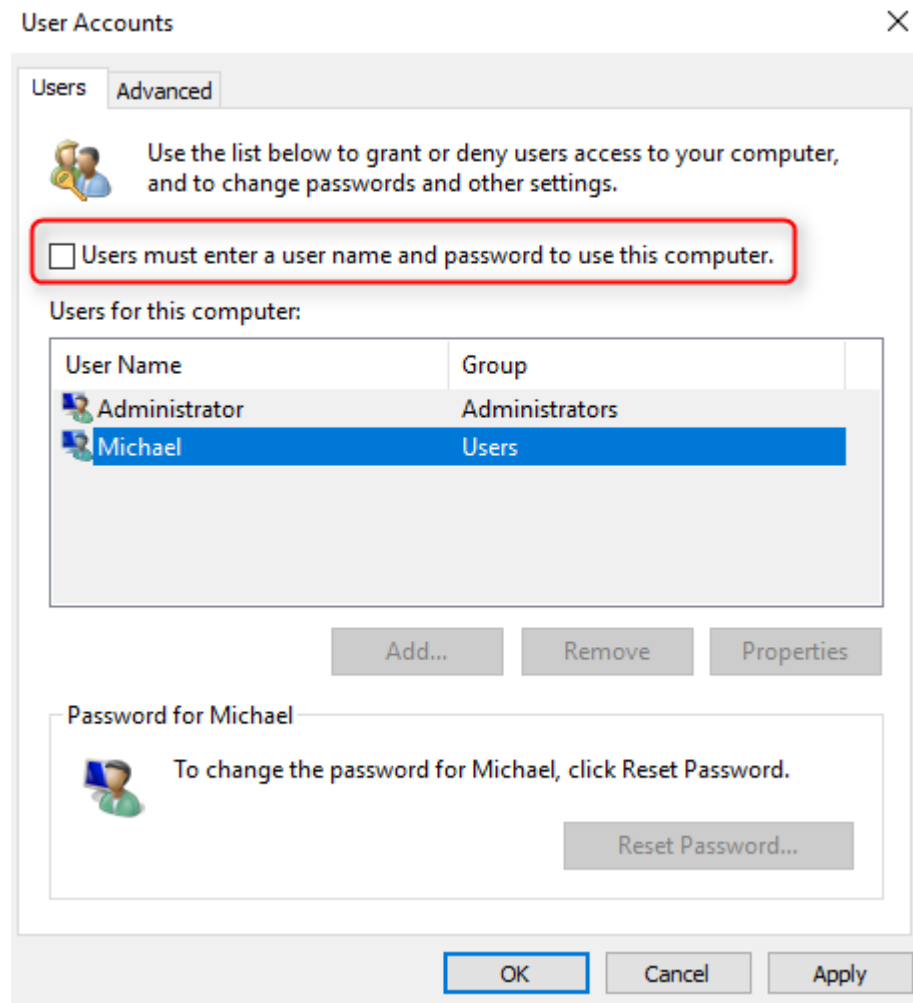 User Accounts
Users
Advanced
Use the list below to grant or deny users access to your computer,
and to change passwords and other settings.
Users must enter a user name and password to use this computer.
Users for this computer:
User Name Group
Administrator Administrators
Michael Users
Add... Remove Properties
Password for Michael
To change the password for Michael, click Reset Password.
Reset Password...
OK Cancel Apply